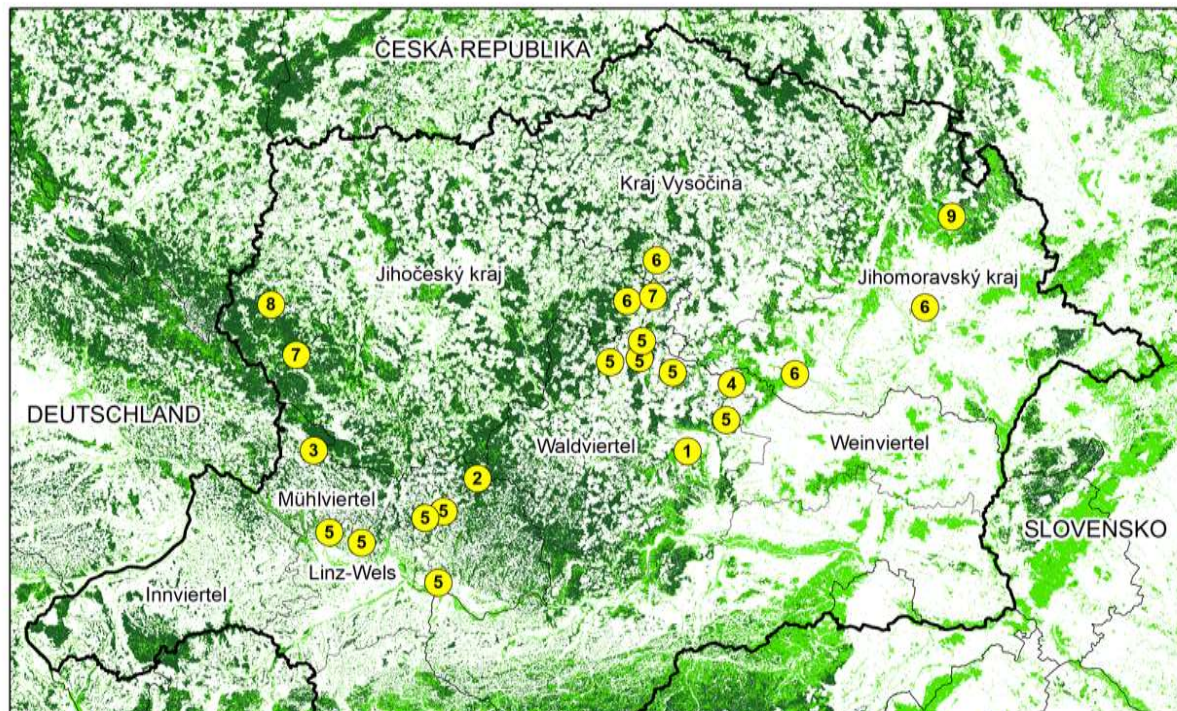 ČESKÁ REPUBLIKA
Kraj Vysočina
9
6
Jihočeský kraj
Jihomoravský kraj
8
6
7
6
5
7
5
5
5
6
4
DEUTSCHLAND
5
Waldviertel
Weinviertel
3
1
2
Mühlviertel
5
5
5
5
SLOVENSKO
Linz-Wels
5
Innviertel